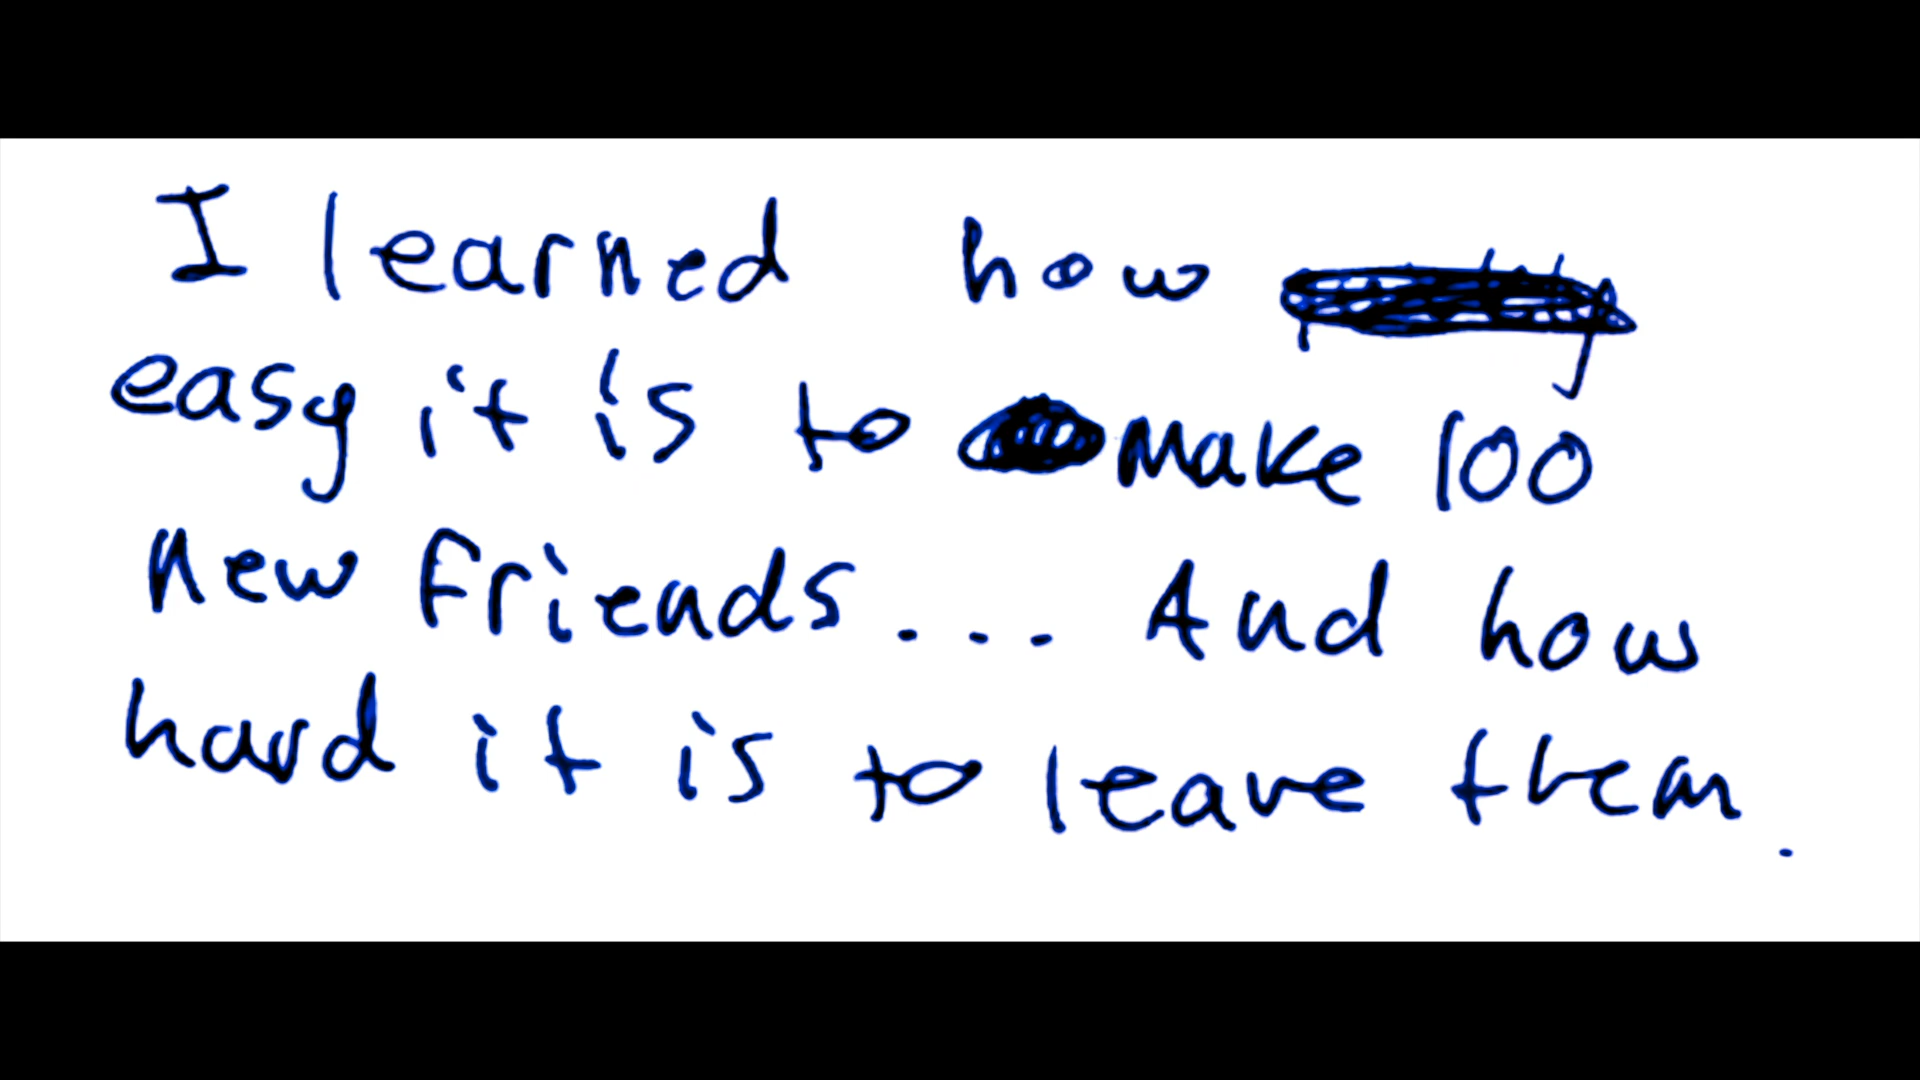 I learned how
easy it is to make 100
new friends... And how
hard it is to leave them.